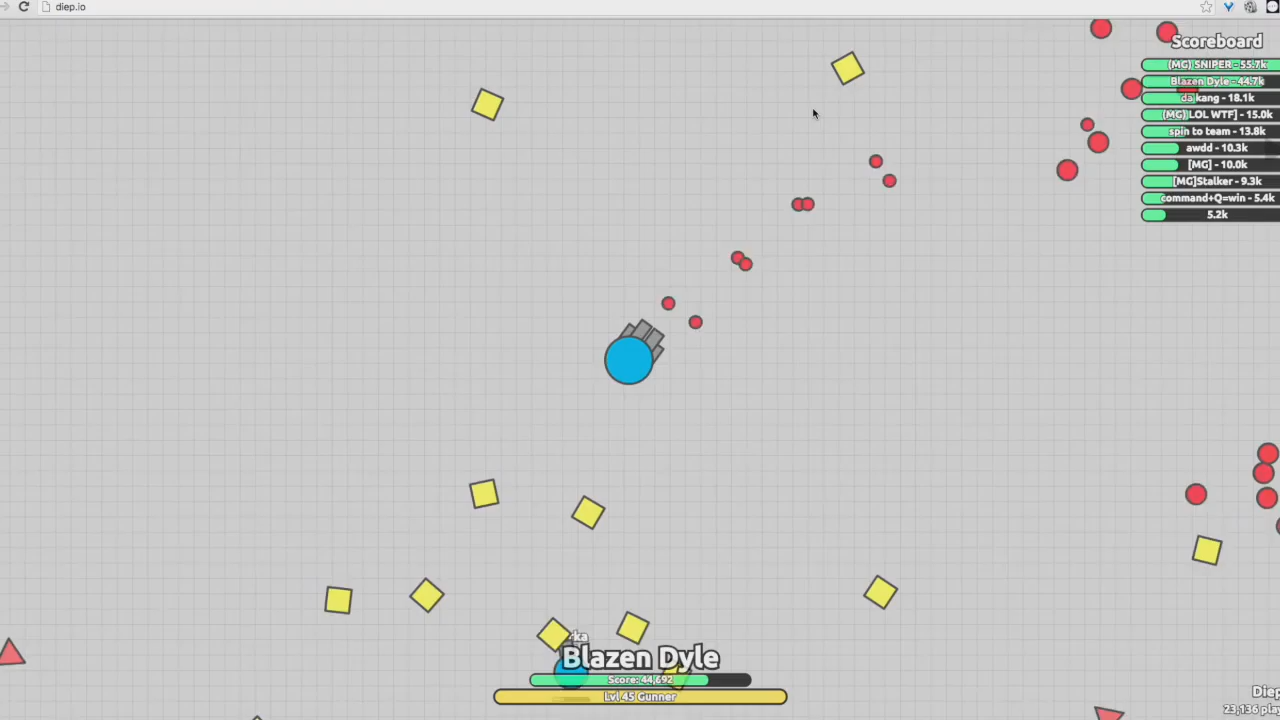 diep.io
Scoreboard
(MG) SNIPER - 55.7k
Blazen Dyle - 44.7k
da kang - 18.1k
(MG)[LOL WTF] - 15.0k
spin to team - 13.8k
awdd - 10.3k
[MG] - 10.0k
[MG]Stalker - 9.3k
command+Q=win - 5.4k
5.2k
Blazen Dyle
Score: 44,692
Lvl 45 Gunner
Diep
23,136 play